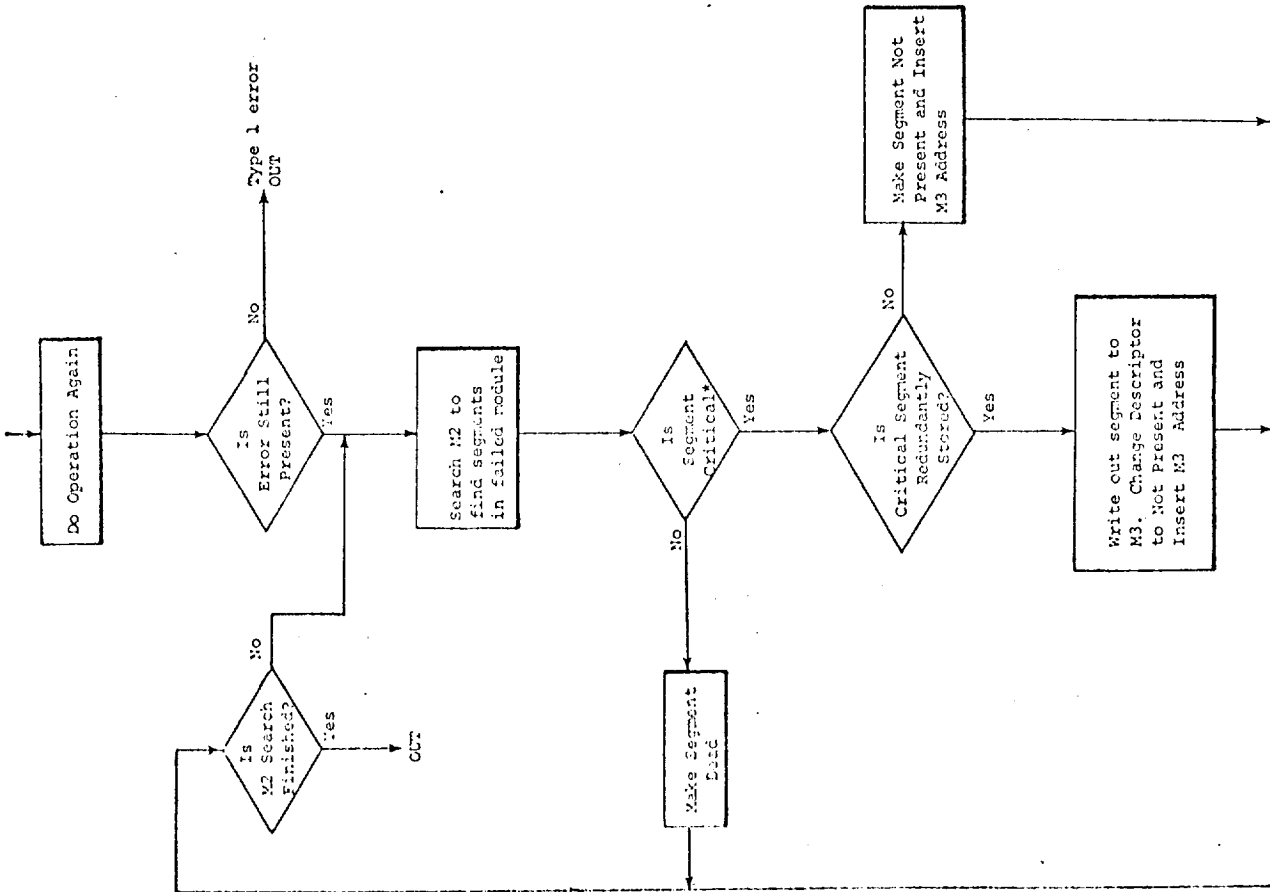 Do Operation Again
Is
Error Still
Present?
No
Type 1 error
OUT
Yes
Is
M2 Search
Finished?
No
Yes
OUT
Search M2 to
find segments
in failed module
Is
Segment
Critical*
No
Yes
Make Segment
Is
Critical Segment
Redundantly
Stored?
No
Make Segment Not
Present and Insert
M3 Address
Yes
Write out segment to
M3. Change Descriptor
to Not Present and
Insert M3 Address